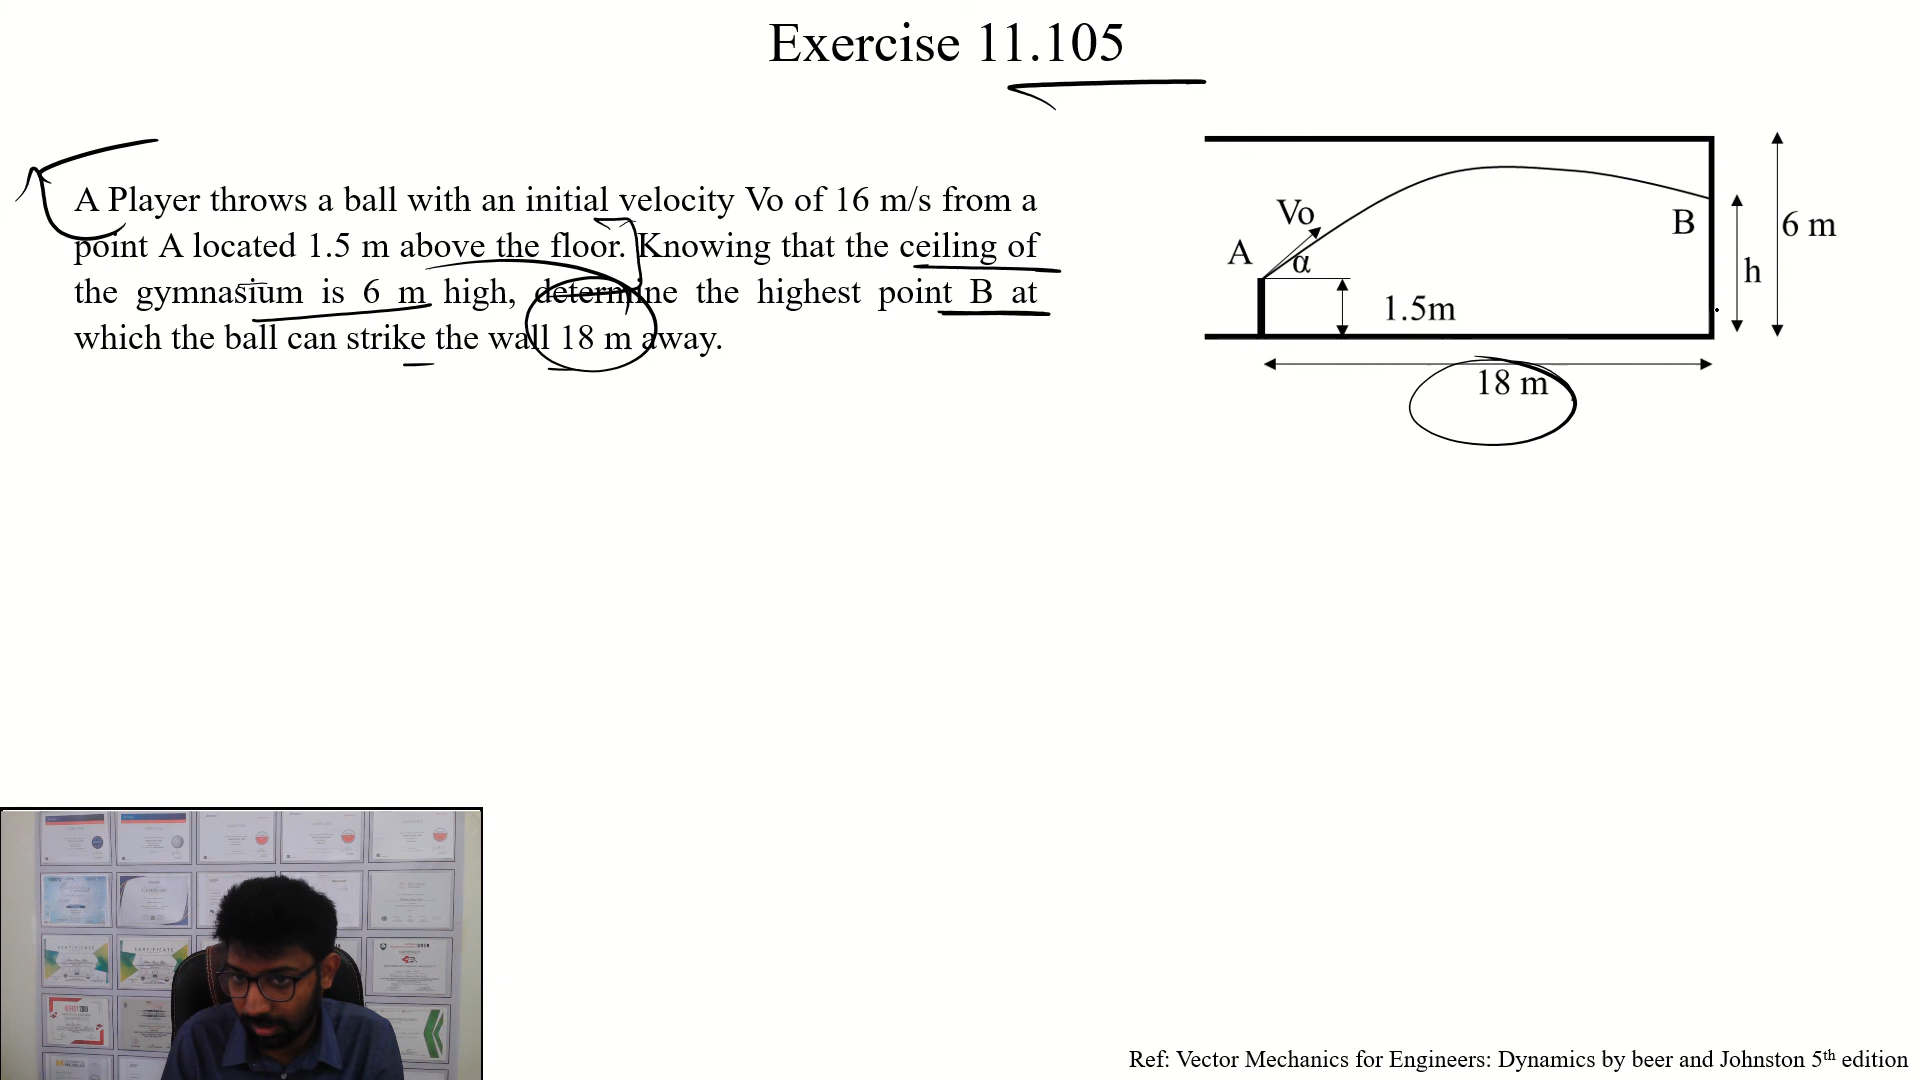 Exercise 11.105
A Player throws a ball with an initial velocity Vo of 16 m/s from a
point A located 1.5 m above the floor. Knowing that the ceiling of
the gymnasium is 6 m high, determine the highest point B at
which the ball can strike the wall 18 m away.
Vo
A
α
B
6 m
h
1.5m
18 m
Ref: Vector Mechanics for Engineers: Dynamics by beer and Johnston 5th edition